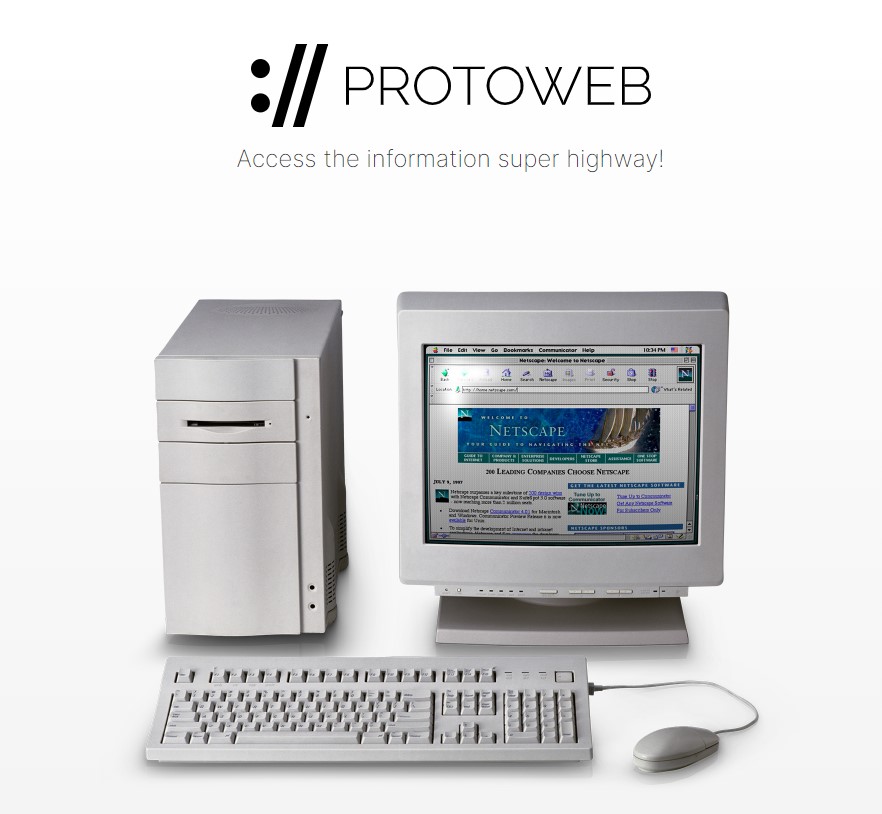 :// PROTOWEB
Access the information super highway!
File Edit View Go Bookmarks Communicator Help 10:34 PM
Netscape: Welcome to Netscape
Back Home Search Netscape Print Security Shop Stop
Location: http://home.netscape.com/ What's Related
WELCOME TO
NETSCAPE
YOUR GUIDE TO NAVIGATING THE
GUIDE TO INTERNET COMPANY & PRODUCTS ENTERPRISE SOLUTIONS DEVELOPERS NETSCAPE STORE ASSISTANCE ONE STOP SOFTWARE
200 LEADING COMPANIES CHOOSE NETSCAPE
JULY 9, 1997
GET THE LATEST NETSCAPE SOFTWARE
Netscape announces a key milestone of 200 design wins
with Netscape Communicator and SuiteSpot 3.0 software
now reaching more than 1 million seats
Tune Up to
Communicator
Netscape
NOW!
Tune Up to Communicator
Get Any Netscape Software
For Subscribers Only
Download Netscape Communicator 4.01 for Macintosh
and Windows. Communicator Preview Release 6 is now
available for Unix.
NETSCAPE SPONSORS
To simplify the development of Internet and intranet